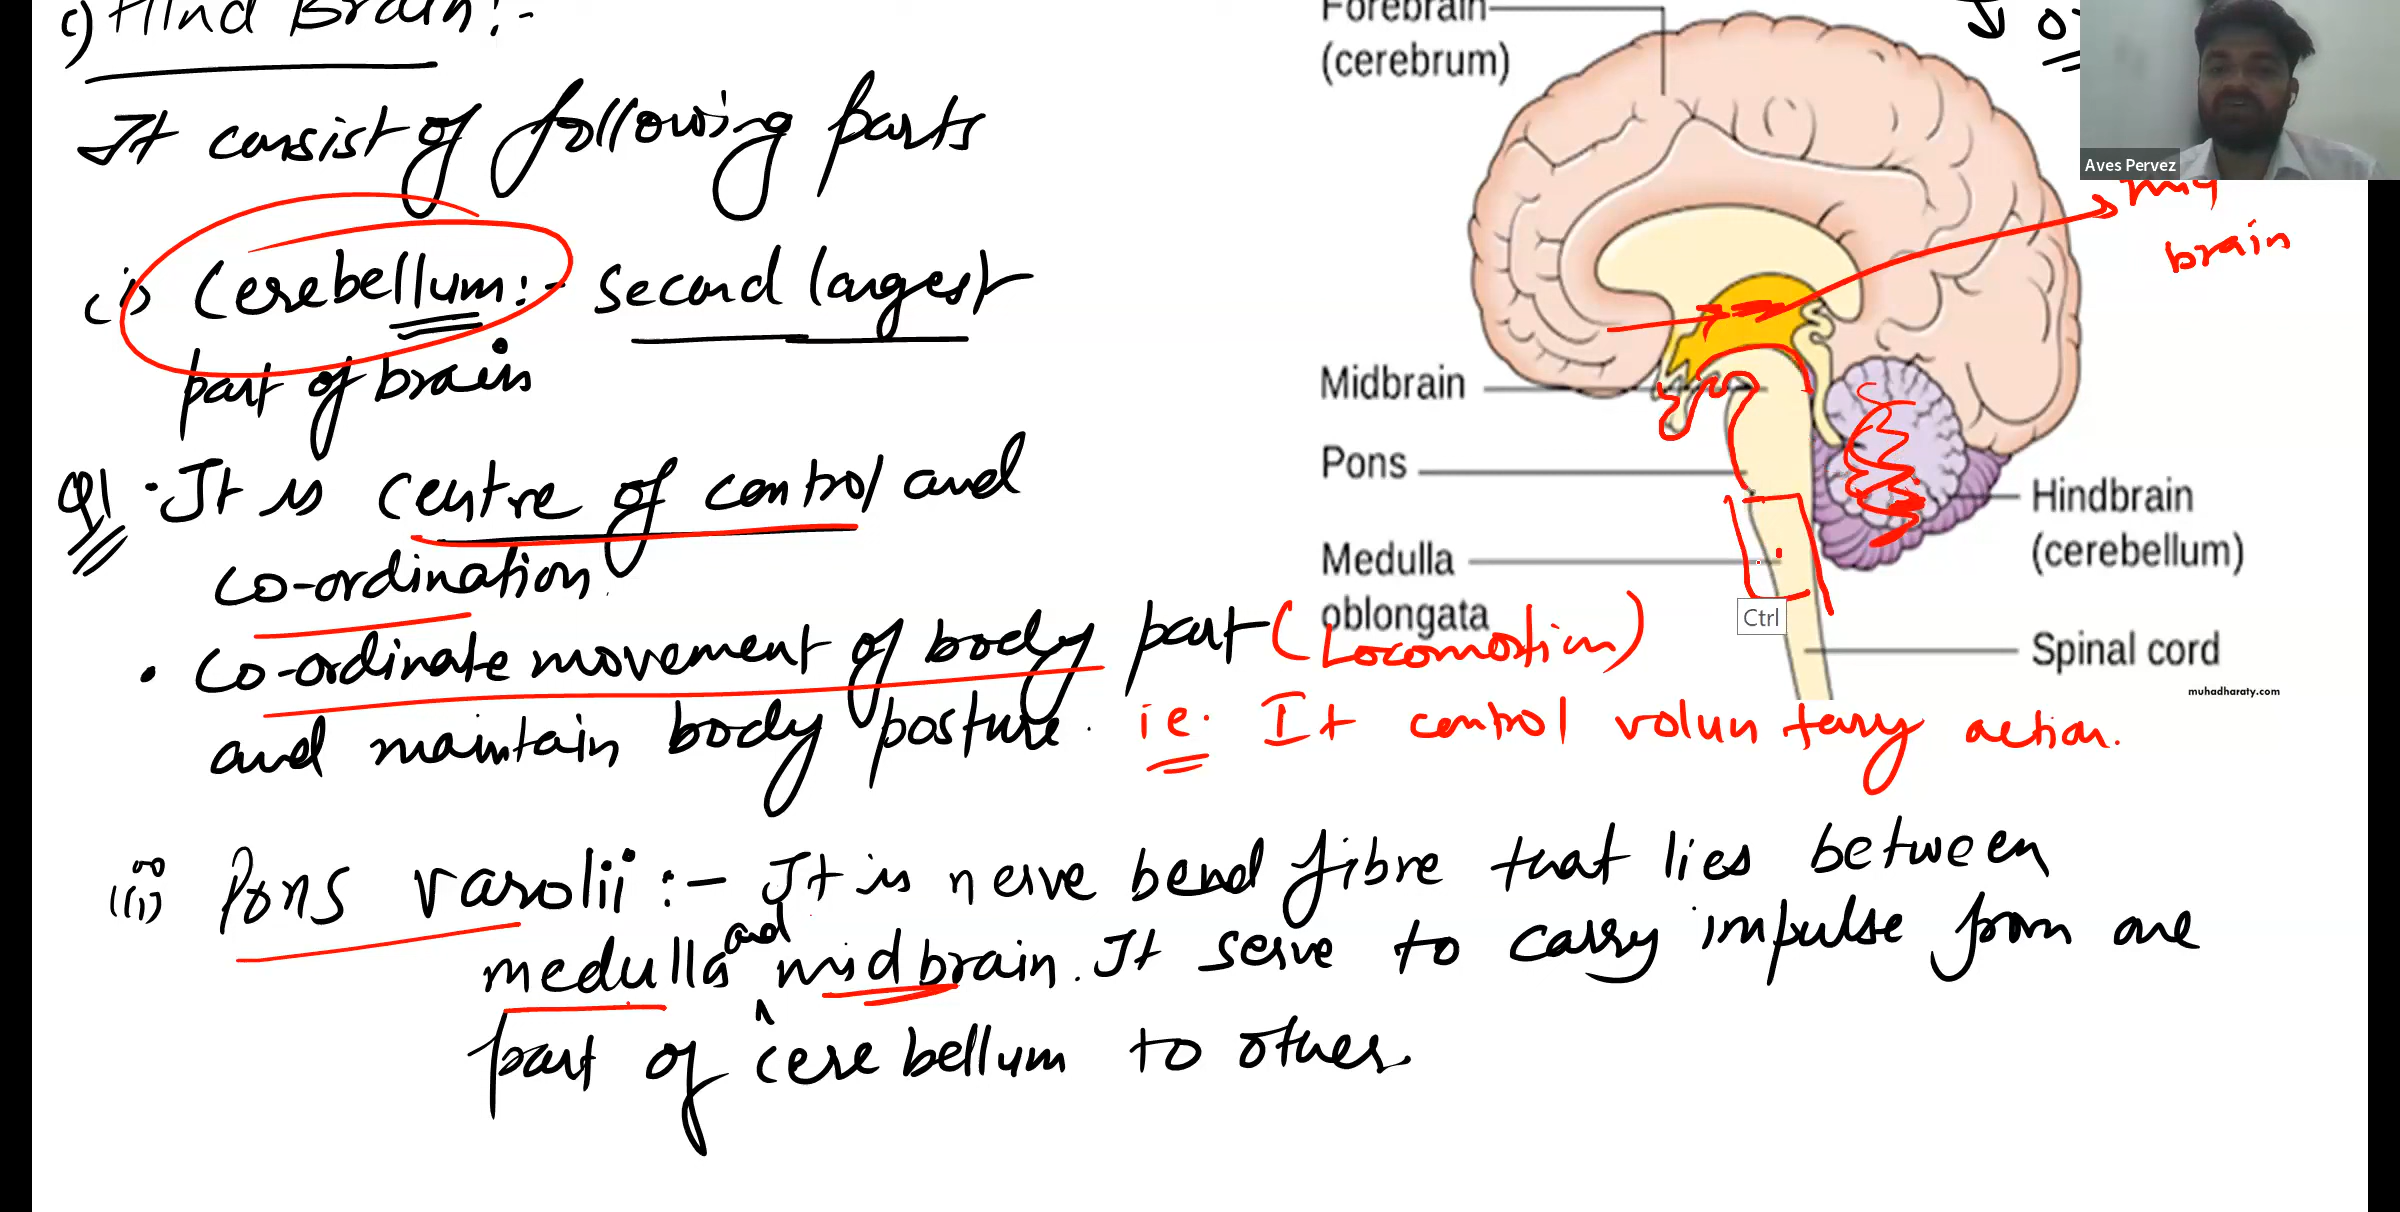 c) Hind Brain:-
It consist of following parts
(i) Cerebellum:- second largest
part of brain
Q1 · It is centre of control and
co-ordination.
• co-ordinate movement of body part (Locomotion)
and maintain body posture. ie. It control voluntary action.
(ii) Pons varolii :- It is nerve bend fibre that lies between
medulla and midbrain. It serve to carry impulse from one
part of cerebellum to other.
Forebrain
(cerebrum)
Midbrain
Pons
Medulla
oblongata
Hindbrain
(cerebellum)
Spinal cord
muhadharaty.com
Ctrl
Aves Pervez
brain